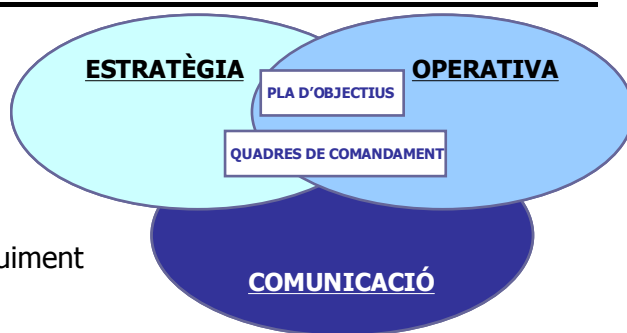 ESTRATÈGIA
OPERATIVA
PLA D'OBJECTIUS
QUADRES DE COMANDAMENT
uiment
COMUNICACIÓ